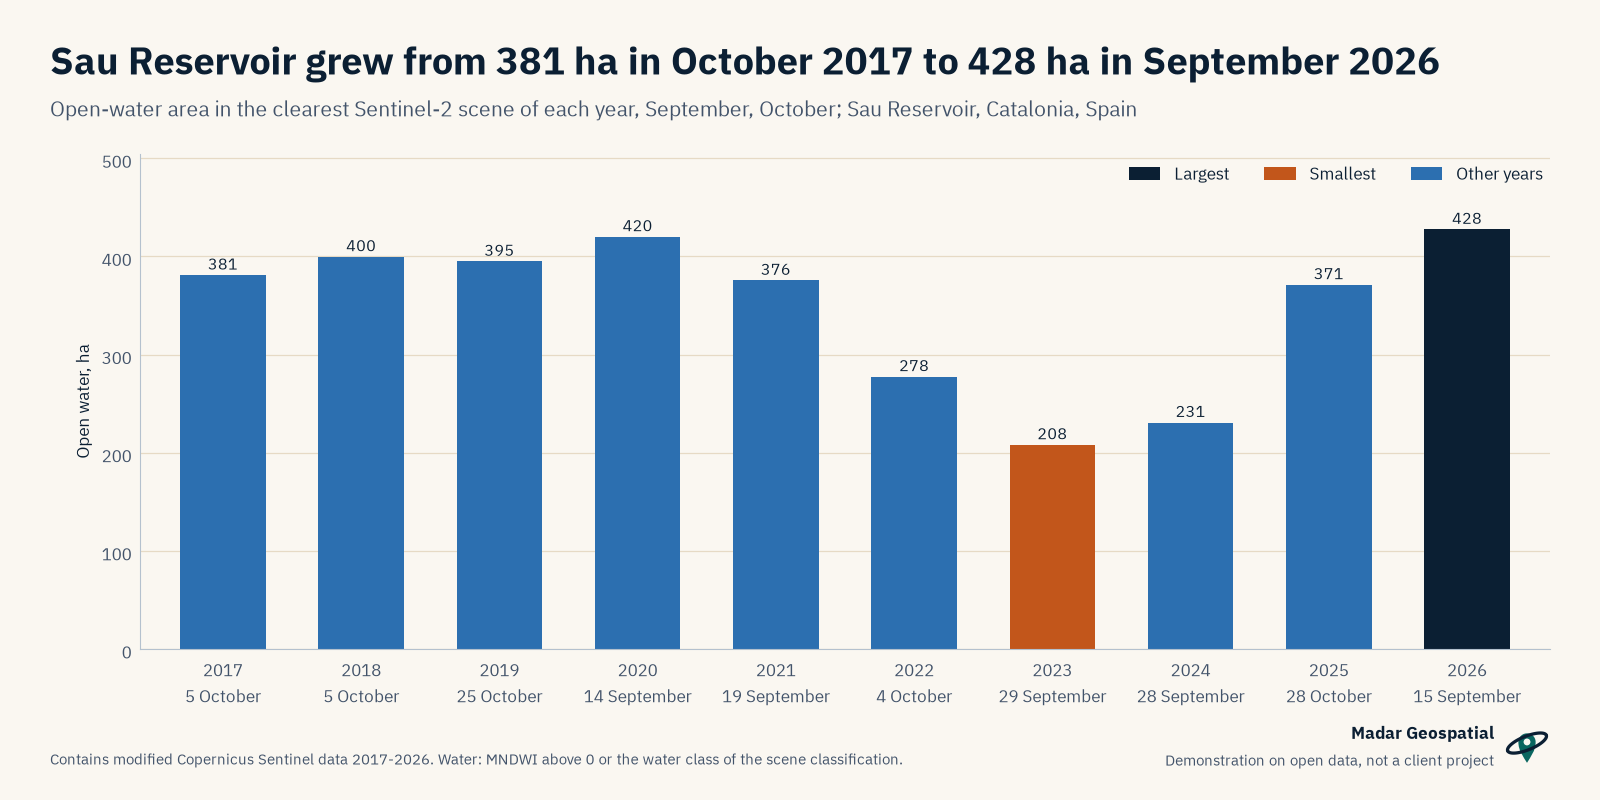 Sau Reservoir grew from 381 ha in October 2017 to 428 ha in September 2026
Open-water area in the clearest Sentinel-2 scene of each year, September, October; Sau Reservoir, Catalonia, Spain
Largest
Smallest
Other years
Open water, ha
500
400
300
200
100
0
381
400
395
420
376
278
208
231
371
428
2017
5 October
2018
5 October
2019
25 October
2020
14 September
2021
19 September
2022
4 October
2023
29 September
2024
28 September
2025
28 October
2026
15 September
Contains modified Copernicus Sentinel data 2017-2026. Water: MNDWI above 0 or the water class of the scene classification.
Madar Geospatial
Demonstration on open data, not a client project